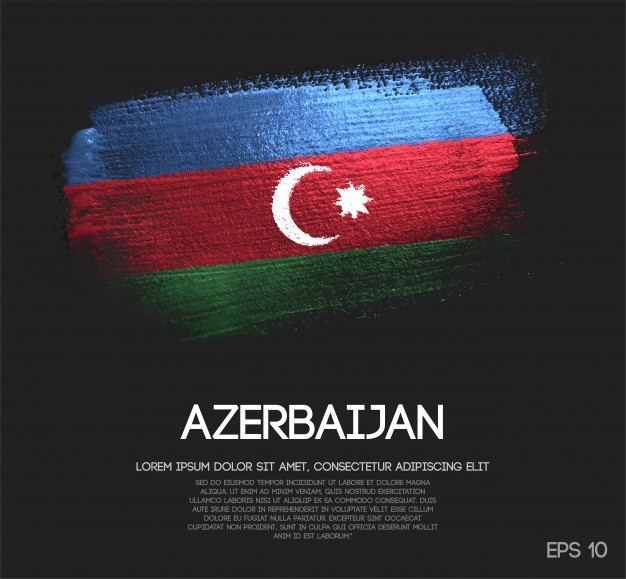 AZERBAIJAN
LOREM IPSUM DOLOR SIT AMET, CONSECTETUR ADIPISCING ELIT
SED DO EIUSMOD TEMPOR INCIDIDUNT UT LABORE ET DOLORE MAGNA
ALIQUA. UT ENIM AD MINIM VENIAM, QUIS NOSTRUD EXERCITATION
ULLAMCO LABORIS NISI UT ALIQUIP EX EA COMMODO CONSEQUAT. DUIS
AUTE IRURE DOLOR IN REPREHENDERIT IN VOLUPTATE VELIT ESSE CILLUM
DOLORE EU FUGIAT NULLA PARIATUR. EXCEPTEUR SINT OCCAECAT
CUPIDATAT NON PROIDENT, SUNT IN CULPA QUI OFFICIA DESERUNT MOLLIT
ANIM ID EST LABORUM."
EPS 10